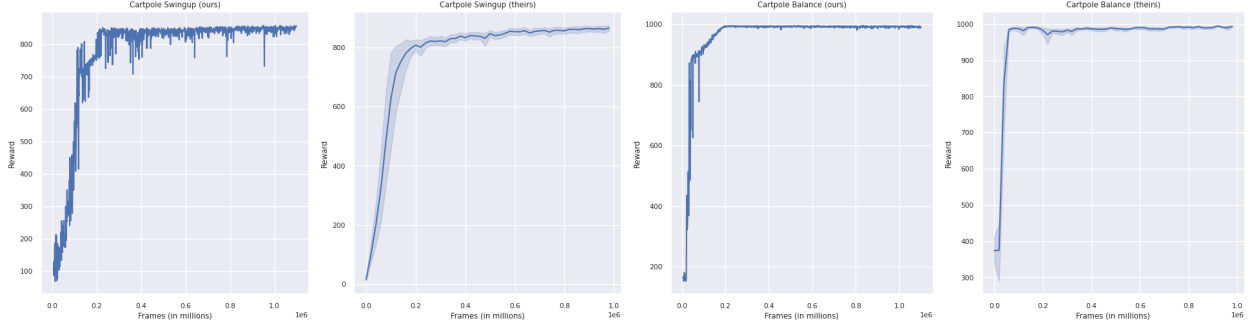 Cartpole Swingup (ours)
800
700
600
500
400
300
200
100
Reward
0.0 0.2 0.4 0.6 0.8 1.0
1e6
Frames (in millions)
Cartpole Swingup (theirs)
800
600
400
200
0
Reward
0.0 0.2 0.4 0.6 0.8 1.0
1e6
Frames (in millions)
Cartpole Balance (ours)
1000
800
600
400
200
Reward
0.0 0.2 0.4 0.6 0.8 1.0
1e6
Frames (in millions)
Cartpole Balance (theirs)
1000
900
800
700
600
500
400
300
Reward
0.0 0.2 0.4 0.6 0.8 1.0
1e6
Frames (in millions)